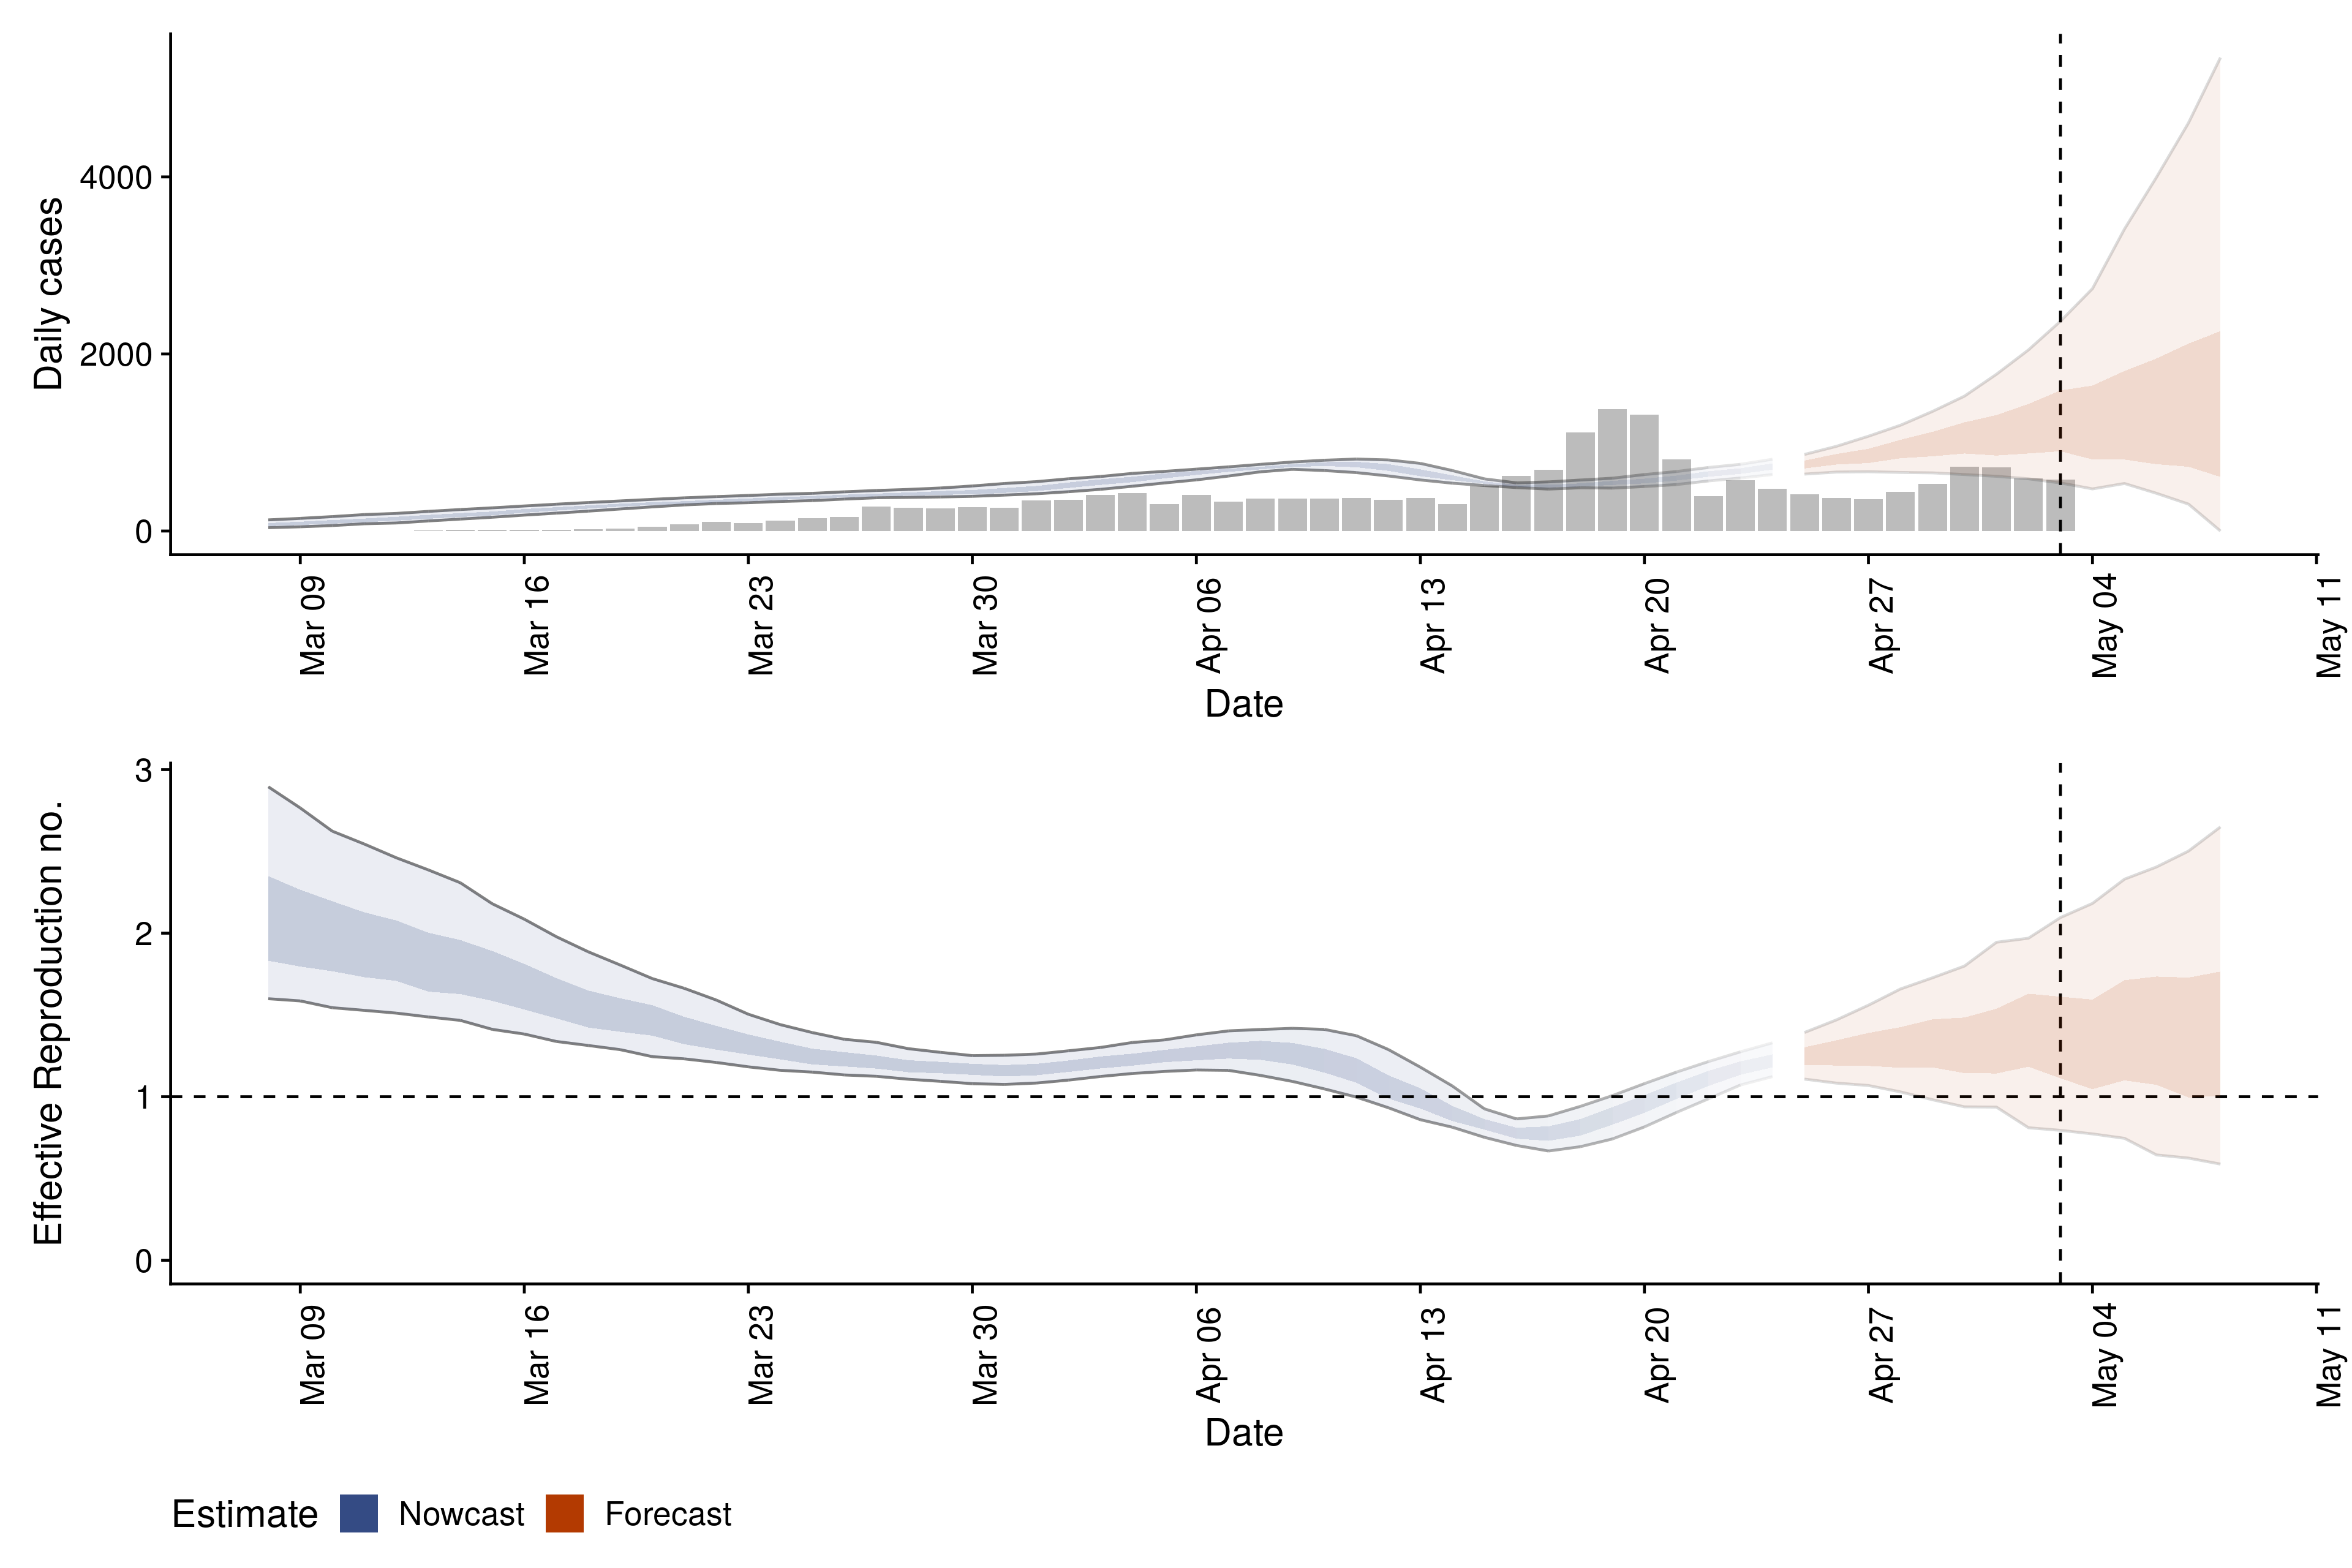 Daily cases
4000
2000
0
Mar 09
Mar 16
Mar 23
Mar 30
Apr 06
Apr 13
Apr 20
Apr 27
May 04
May 11
Date
Effective Reproduction no.
3
2
1
0
Mar 09
Mar 16
Mar 23
Mar 30
Apr 06
Apr 13
Apr 20
Apr 27
May 04
May 11
Date
Estimate Nowcast Forecast